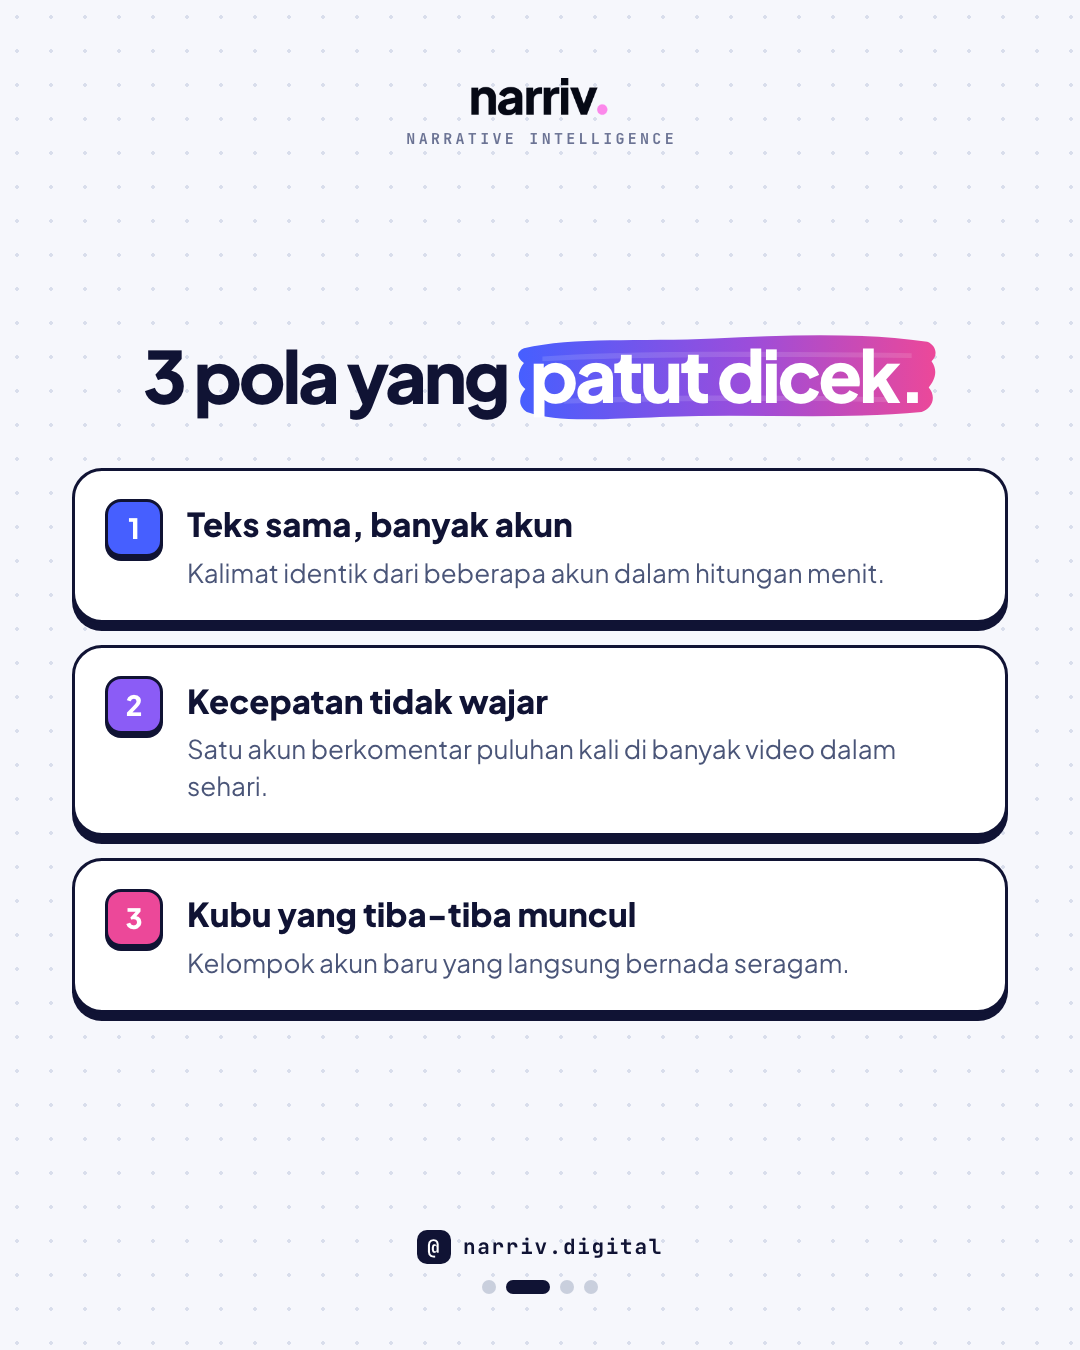 narriv.
NARRATIVE INTELLIGENCE
3 pola yang patut dicek.
1
Teks sama, banyak akun
Kalimat identik dari beberapa akun dalam hitungan menit.
2
Kecepatan tidak wajar
Satu akun berkomentar puluhan kali di banyak video dalam
sehari.
3
Kubu yang tiba-tiba muncul
Kelompok akun baru yang langsung bernada seragam.
@ narriv.digital